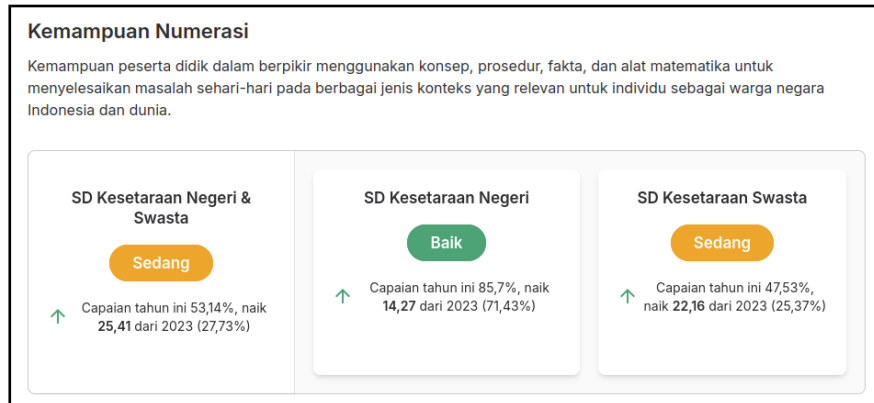 Kemampuan Numerasi
Kemampuan peserta didik dalam berpikir menggunakan konsep, prosedur, fakta, dan alat matematika untuk
menyelesaikan masalah sehari-hari pada berbagai jenis konteks yang relevan untuk individu sebagai warga negara
Indonesia dan dunia.
SD Kesetaraan Negeri &
Swasta
Sedang
Capaian tahun ini 53,14%, naik
25,41 dari 2023 (27,73%)
SD Kesetaraan Negeri
Baik
Capaian tahun ini 85,7%, naik
14,27 dari 2023 (71,43%)
SD Kesetaraan Swasta
Sedang
Capaian tahun ini 47,53%,
naik 22,16 dari 2023 (25,37%)